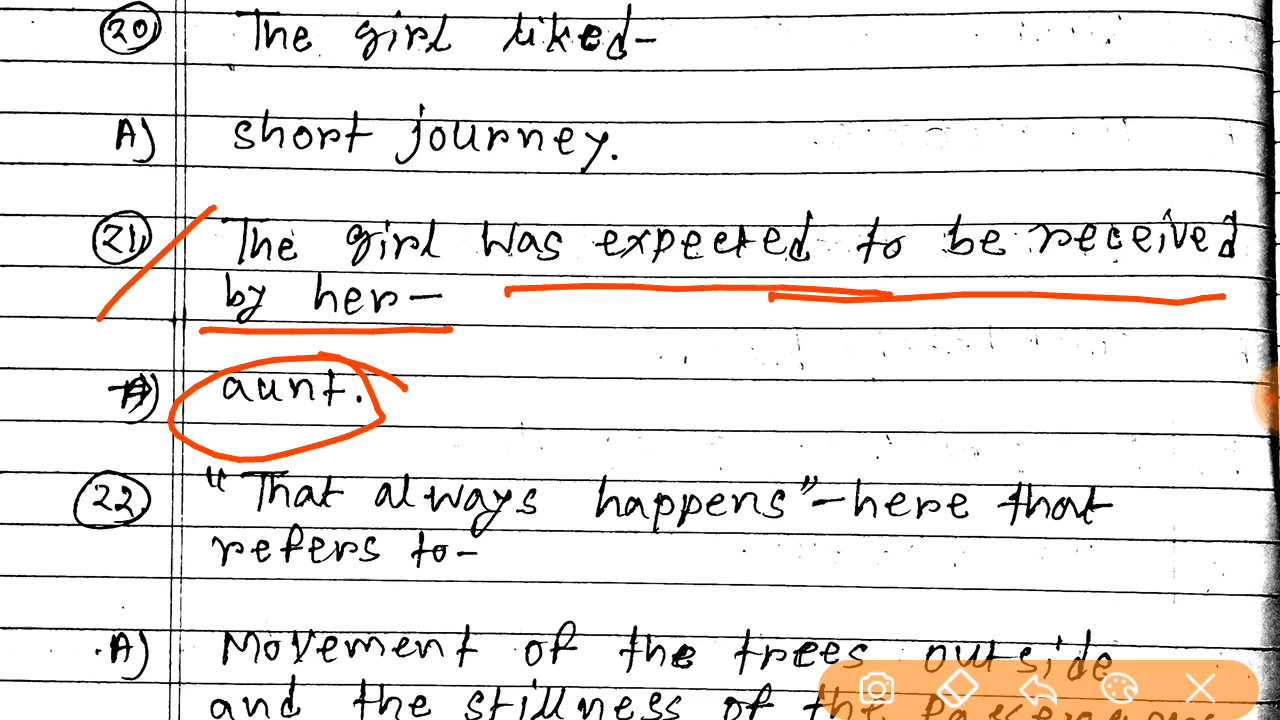 20 The girl liked-
A) short journey.
21 The girl was expected to be received
by her-
A) aunt.
22 "That always happens"-here that
refers to-
A) Movement of the trees outside
and the stillness of the